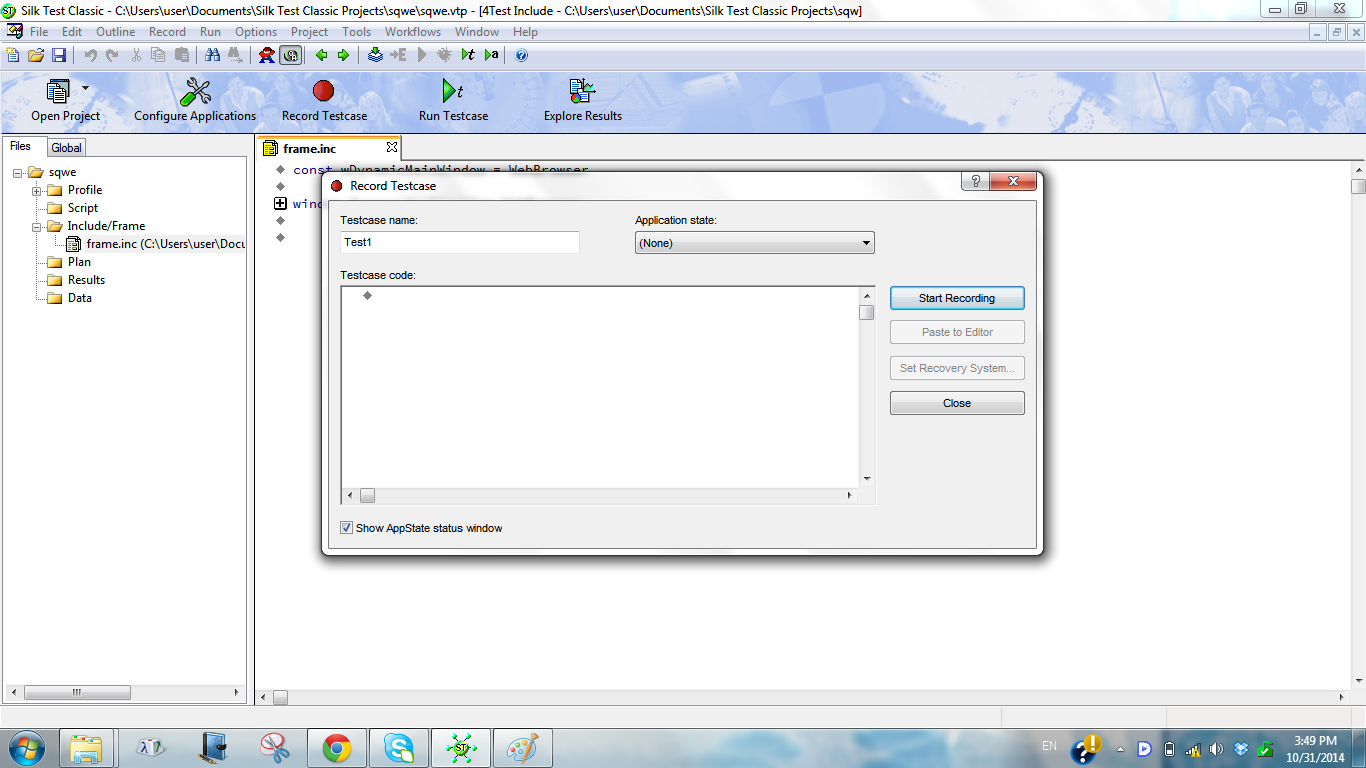 Silk Test Classic - C:\Users\user\Documents\Silk Test Classic Projects\sqwe\sqwe.vtp - [4Test Include - C:\Users\user\Documents\Silk Test Classic Projects\sqw]
File Edit Outline Record Run Options Project Tools Workflows Window Help
Open Project Configure Applications Record Testcase Run Testcase Explore Results
Files Global
frame.inc
sqwe
Profile
Script
Include/Frame
frame.inc (C:\Users\user\Docu
Plan
Results
Data
const wDynamicMainWindow = WebBrowser
wind
Record Testcase
Testcase name: Application state:
Test1 (None)
Testcase code:
Start Recording
Paste to Editor
Set Recovery System...
Close
Show AppState status window
EN
3:49 PM
10/31/2014